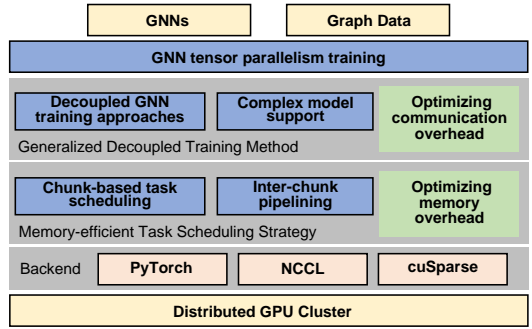 GNNs
Graph Data
GNN tensor parallelism training
Decoupled GNN
training approaches
Complex model
support
Optimizing
communication
overhead
Generalized Decoupled Training Method
Chunk-based task
scheduling
Inter-chunk
pipelining
Optimizing
memory
overhead
Memory-efficient Task Scheduling Strategy
Backend
PyTorch
NCCL
cuSparse
Distributed GPU Cluster